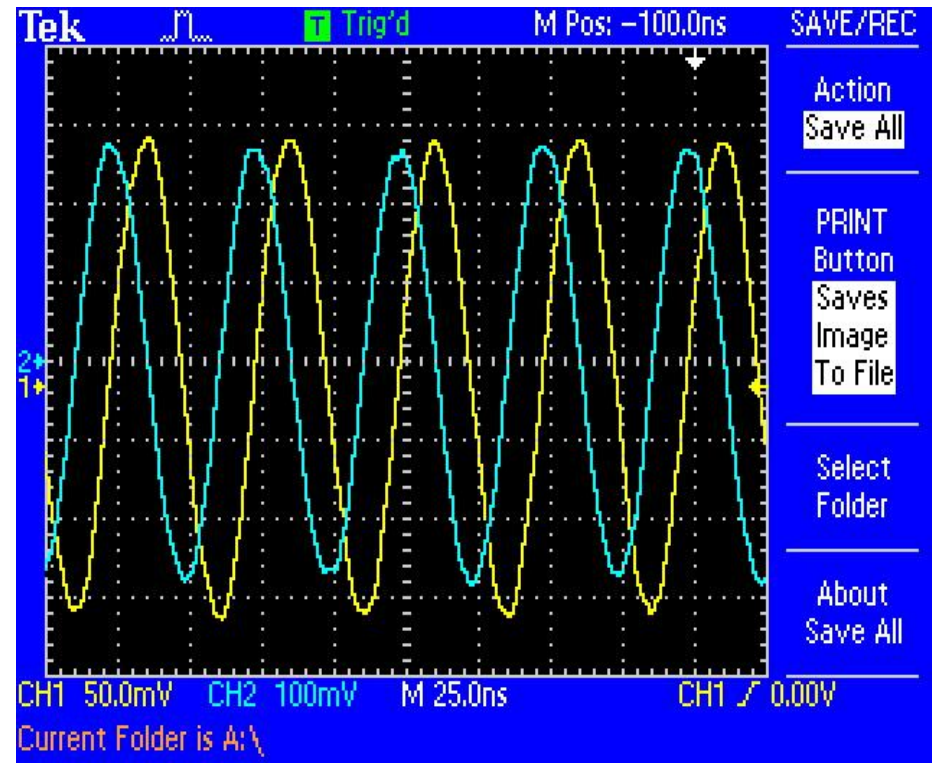 Tek T Trig'd M Pos: -100.0ns SAVE/REC
Action
Save All
PRINT
Button
Saves
Image
To File
2
1
Select
Folder
About
Save All
CH1 50.0mV CH2 100mV M 25.0ns CH1 / 0.00V
Current Folder is A:\